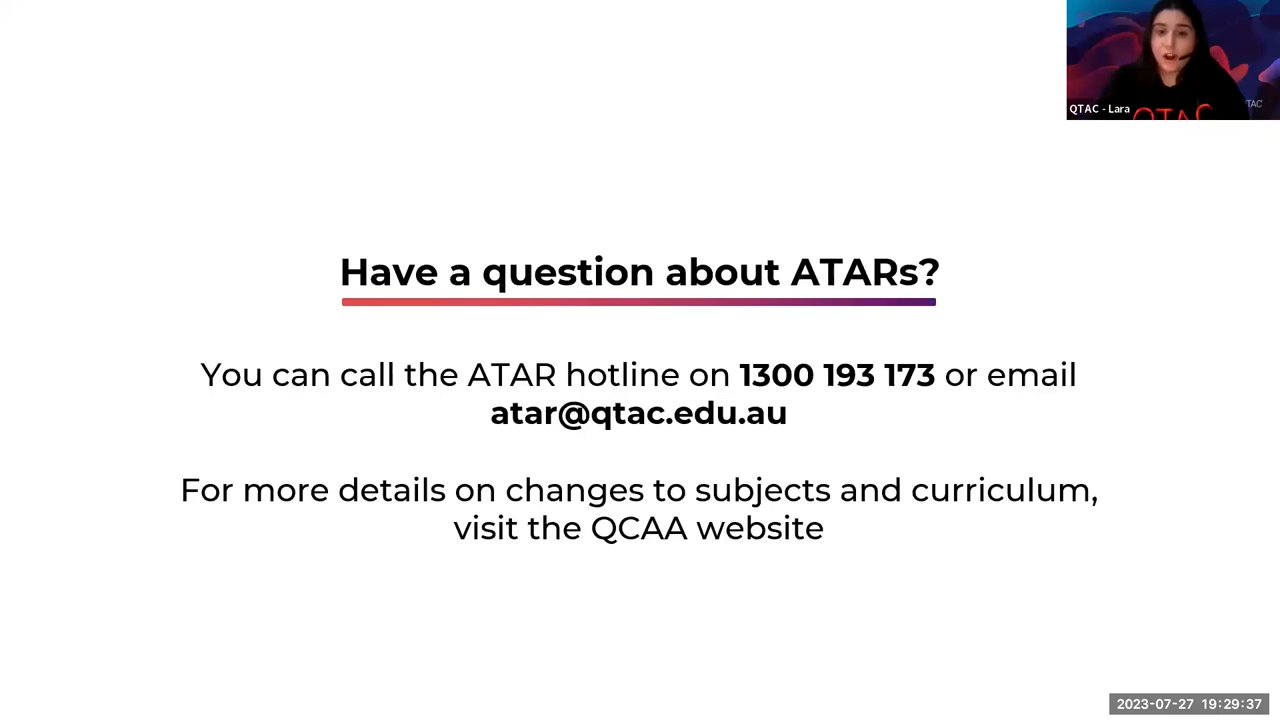 TAC
QTAC - Lara
QTAC
Have a question about ATARs?
You can call the ATAR hotline on 1300 193 173 or email
atar@qtac.edu.au
For more details on changes to subjects and curriculum,
visit the QCAA website
2023-07-27 19:29:37